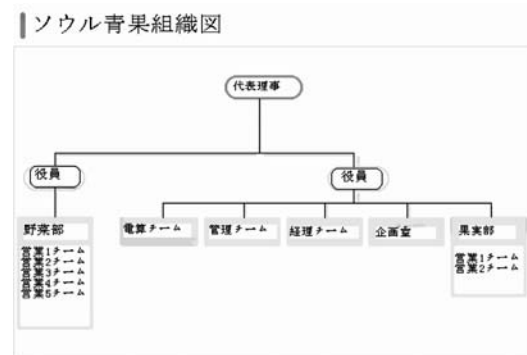 ソウル青果組織図
代表理事
役員
役員
野菜部
電算チーム
管理チーム
経理チーム
企画室
果実部
営業1チーム
営業2チーム
営業3チーム
営業4チーム
営業5チーム
営業1チーム
営業2チーム